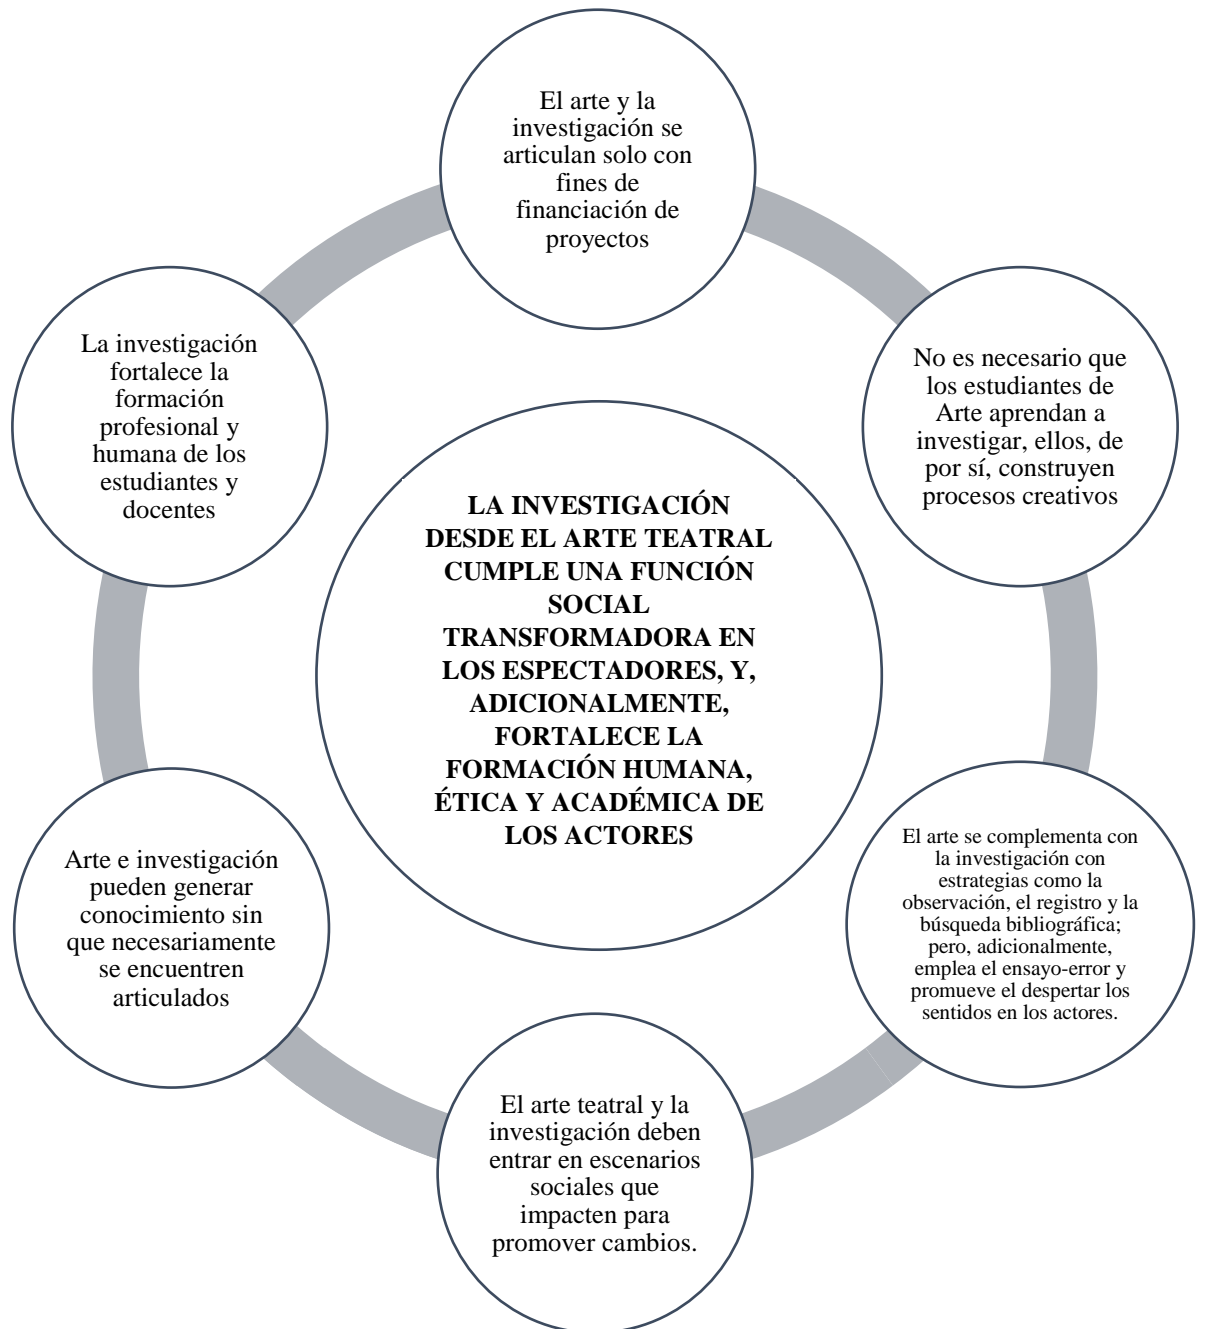 El arte y la
investigación se
articulan solo con
fines de
financiación de
proyectos
No es necesario que
los estudiantes de
Arte aprendan a
investigar, ellos, de
por sí, construyen
procesos creativos
El arte se complementa con
la investigación con
estrategias como la
observación, el registro y la
búsqueda bibliográfica;
pero, adicionalmente,
emplea el ensayo-error y
promueve el despertar los
sentidos en los actores.
El arte teatral y la
investigación deben
entrar en escenarios
sociales que
impacten para
promover cambios.
Arte e investigación
pueden generar
conocimiento sin
que necesariamente
se encuentren
articulados
La investigación
fortalece la
formación
profesional y
humana de los
estudiantes y
docentes
LA INVESTIGACIÓN
DESDE EL ARTE TEATRAL
CUMPLE UNA FUNCIÓN
SOCIAL
TRANSFORMADORA EN
LOS ESPECTADORES, Y,
ADICIONALMENTE,
FORTALECE LA
FORMACIÓN HUMANA,
ÉTICA Y ACADÉMICA DE
LOS ACTORES